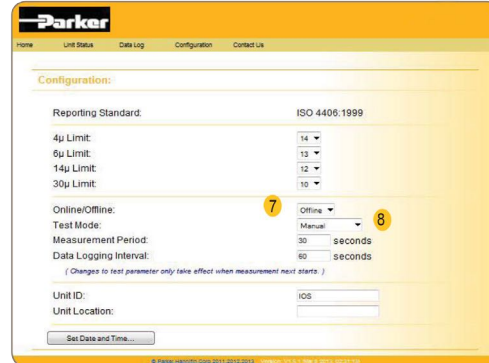 Parker
Home Unit Status Data Log Configuration Contact Us
Configuration:
Reporting Standard: ISO 4406:1999
4µ Limit: 14
6µ Limit: 13
14µ Limit: 12
30µ Limit: 10
Online/Offline: 7 Offline
Test Mode: Manual 8
Measurement Period: 30 seconds
Data Logging Interval: 60 seconds
( Changes to test parameter only take effect when measurement next starts. )
Unit ID: IOS
Unit Location:
Set Date and Time...
© Parker Hannifin Corp 2011,2012,2013